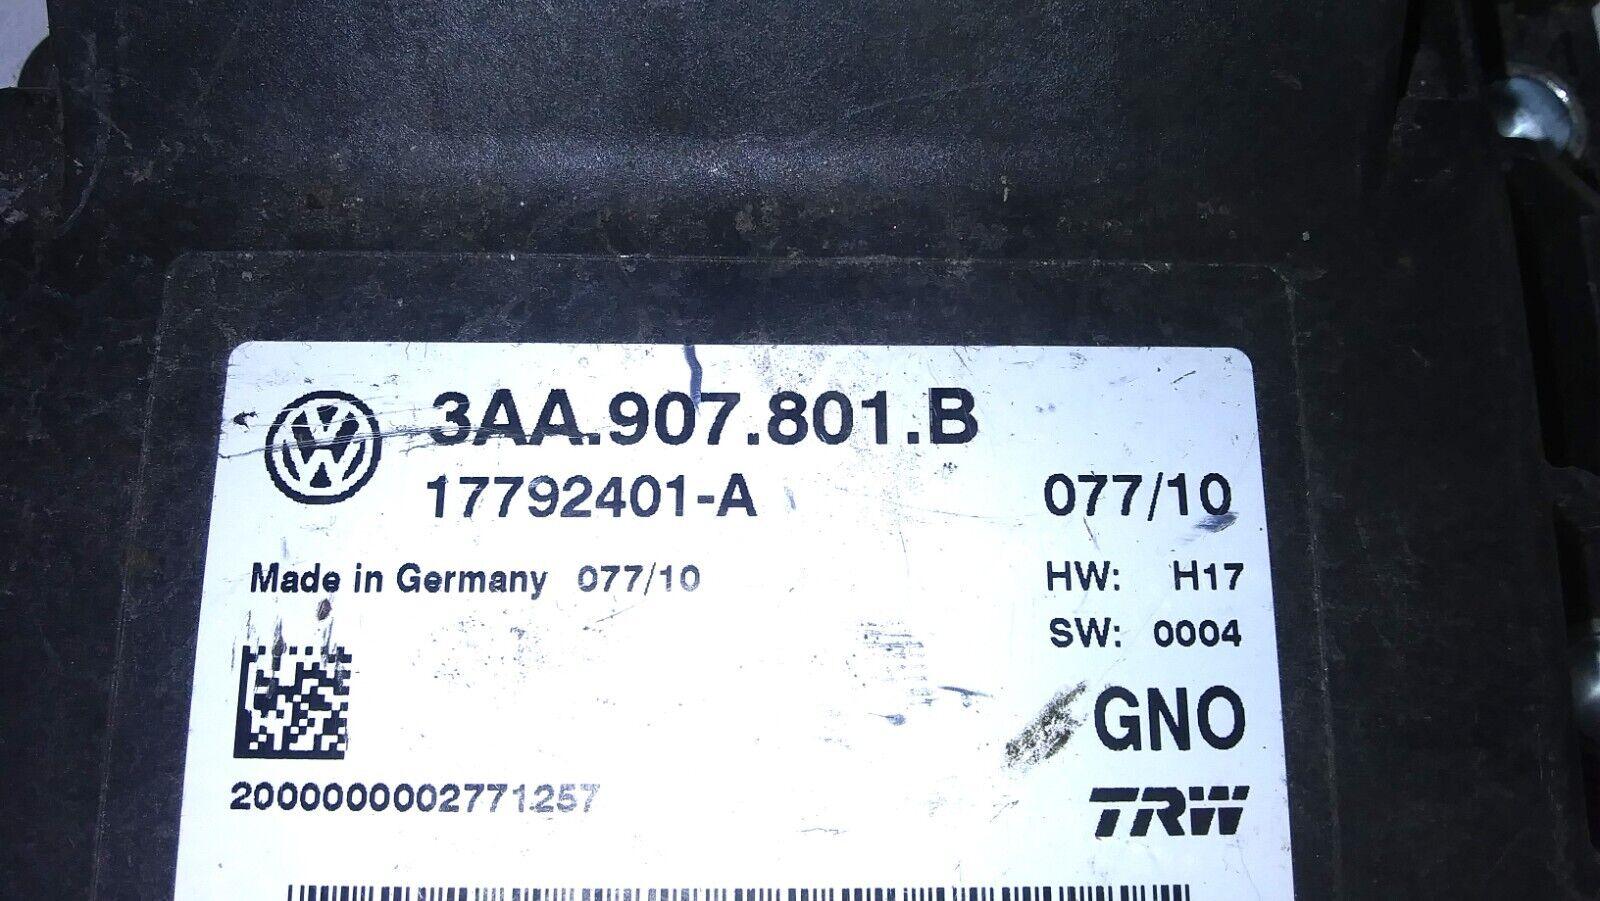 3AA.907.801.B
17792401-A 077/10
Made in Germany 077/10
HW: H17
SW: 0004
GNO
2000000002771257
TRW